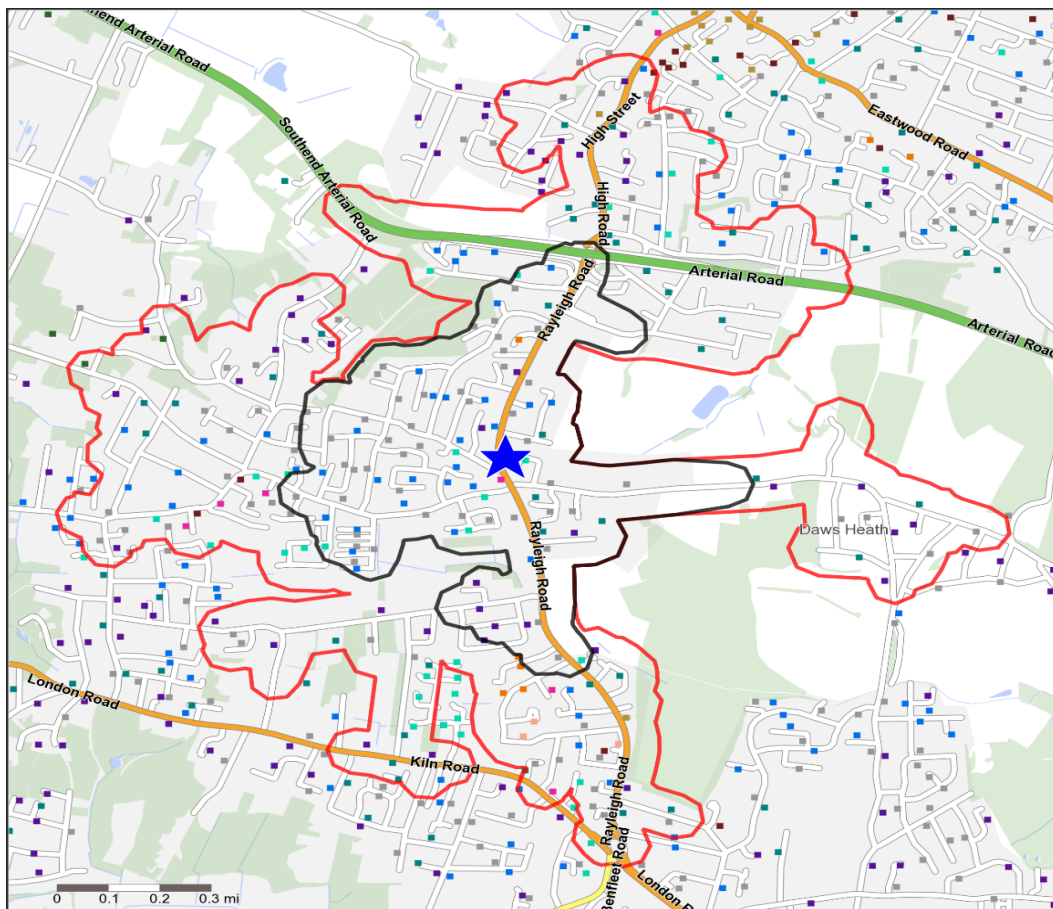 hend Arterial Road
Southend Arterial Road
High Street
Eastwood Road
High Road
Rayleigh Road
Arterial Road
Arterial Road
Rayleigh Road
Daws Heath
London Road
Kiln Road
Rayleigh Road
Benfleet Road
London R
0 0.1 0.2 0.3 mi